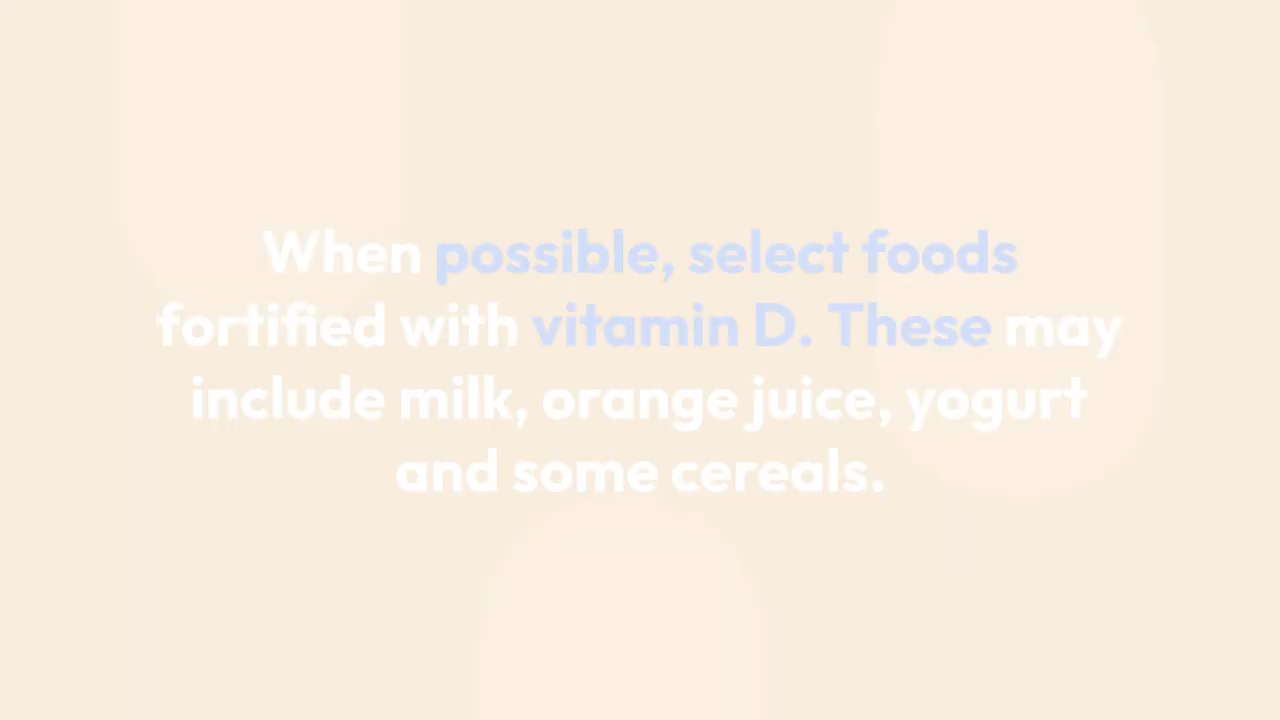 When possible, select foods
fortified with vitamin D. These may
include milk, orange juice, yogurt
and some cereals.